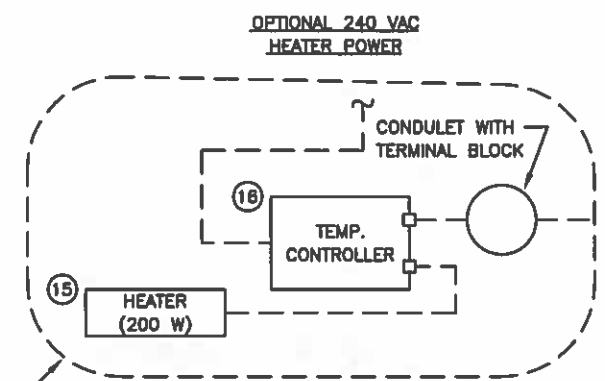 OPTIONAL 240 VAC
HEATER POWER
CONDULET WITH
TERMINAL BLOCK
16
TEMP.
CONTROLLER
15
HEATER
(200 W)